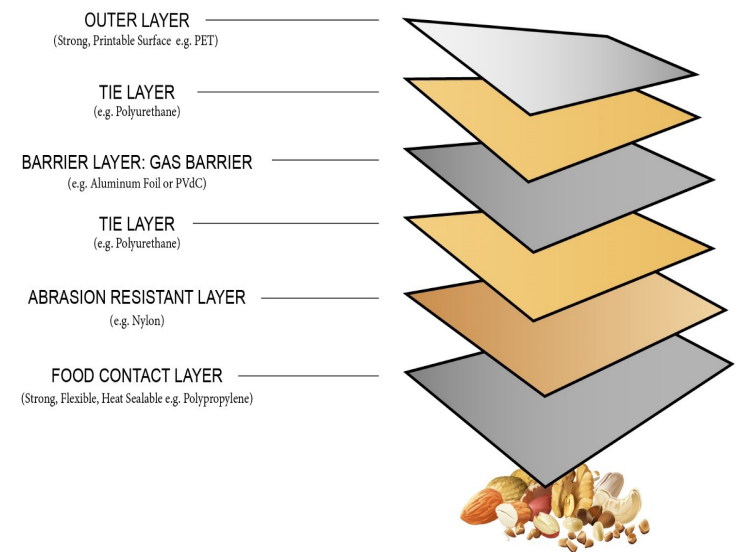 OUTER LAYER
(Strong, Printable Surface e.g. PET)
TIE LAYER
(e.g. Polyurethane)
BARRIER LAYER: GAS BARRIER
(e.g. Aluminum Foil or PVdC)
TIE LAYER
(e.g. Polyurethane)
ABRASION RESISTANT LAYER
(e.g. Nylon)
FOOD CONTACT LAYER
(Strong, Flexible, Heat Sealable e.g. Polypropylene)